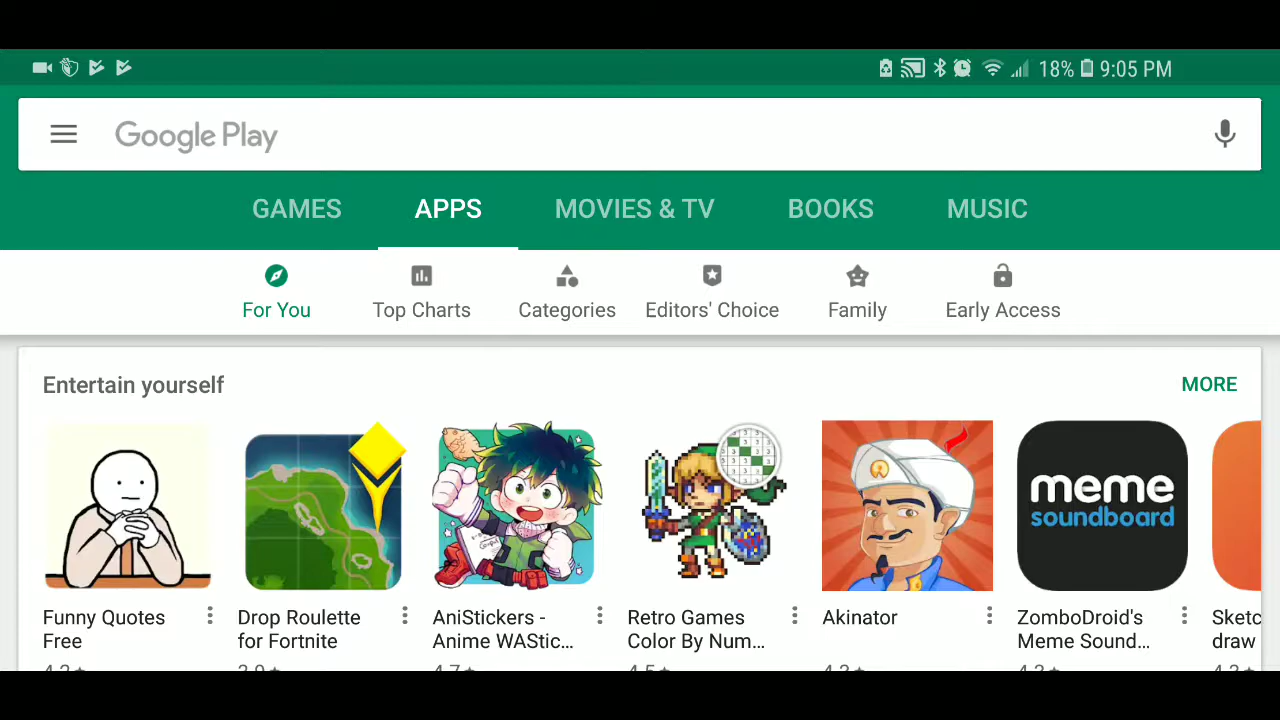 18% 9:05 PM
Google Play
GAMES APPS MOVIES & TV BOOKS MUSIC
For You Top Charts Categories Editors' Choice Family Early Access
Entertain yourself MORE
meme
soundboard
Funny Quotes Drop Roulette AniStickers - Retro Games Akinator ZomboDroid's Sketc
Free for Fortnite Anime WAStic... Color By Num... Meme Sound... draw